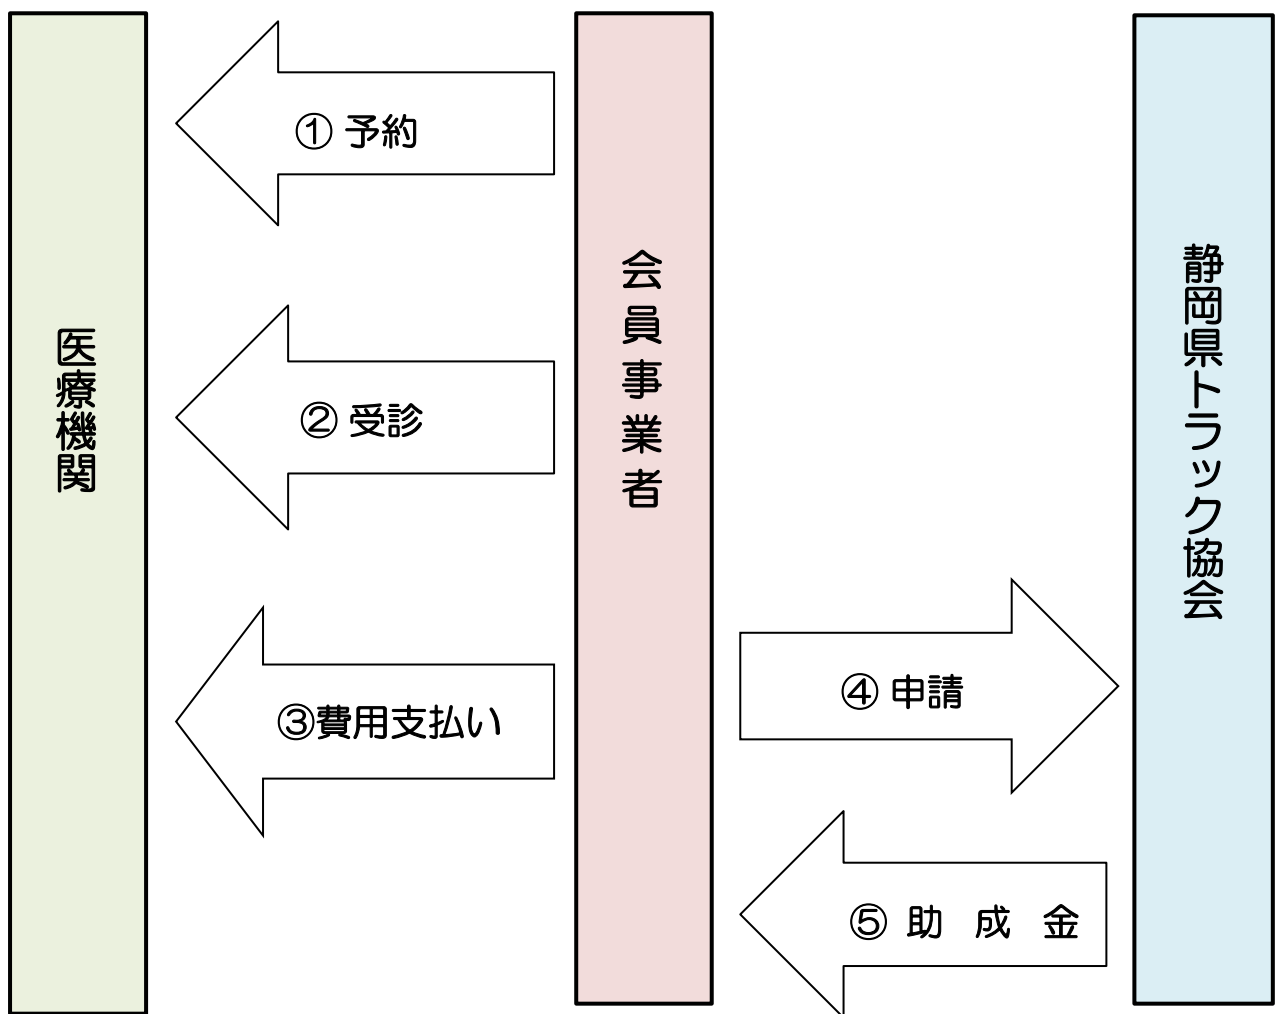 医療機関
① 予約
② 受診
③費用支払い
会員事業者
④ 申請
⑤ 助 成 金
静岡県トラック協会